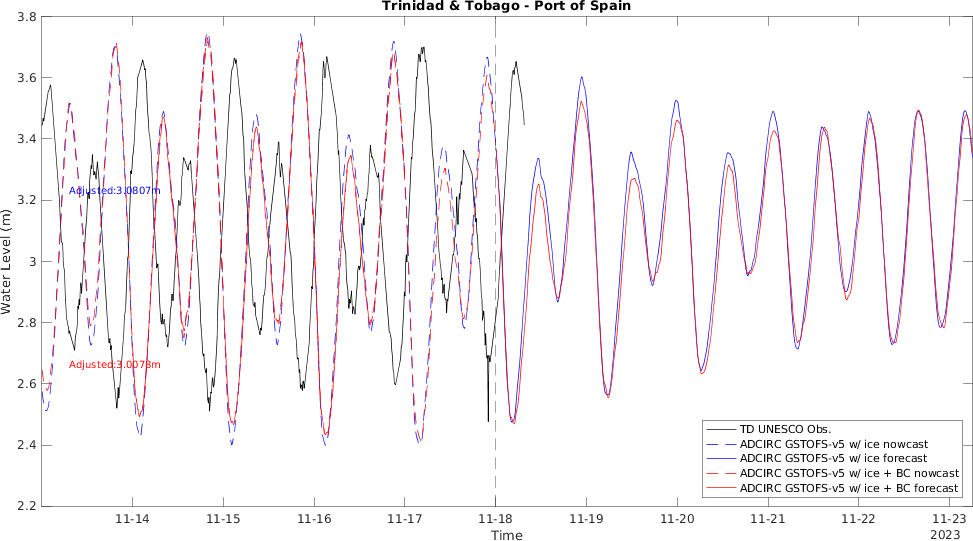 Trinidad & Tobago - Port of Spain
3.8
3.6
3.4
3.2
3
2.8
2.6
2.4
2.2
Water Level (m)
Adjusted:3.0807m
Adjusted:3.0078m
TD UNESCO Obs.
ADCIRC GSTOFS-v5 w/ ice nowcast
ADCIRC GSTOFS-v5 w/ ice forecast
ADCIRC GSTOFS-v5 w/ ice + BC nowcast
ADCIRC GSTOFS-v5 w/ ice + BC forecast
11-14 11-15 11-16 11-17 11-18 11-19 11-20 11-21 11-22 11-23
Time 2023